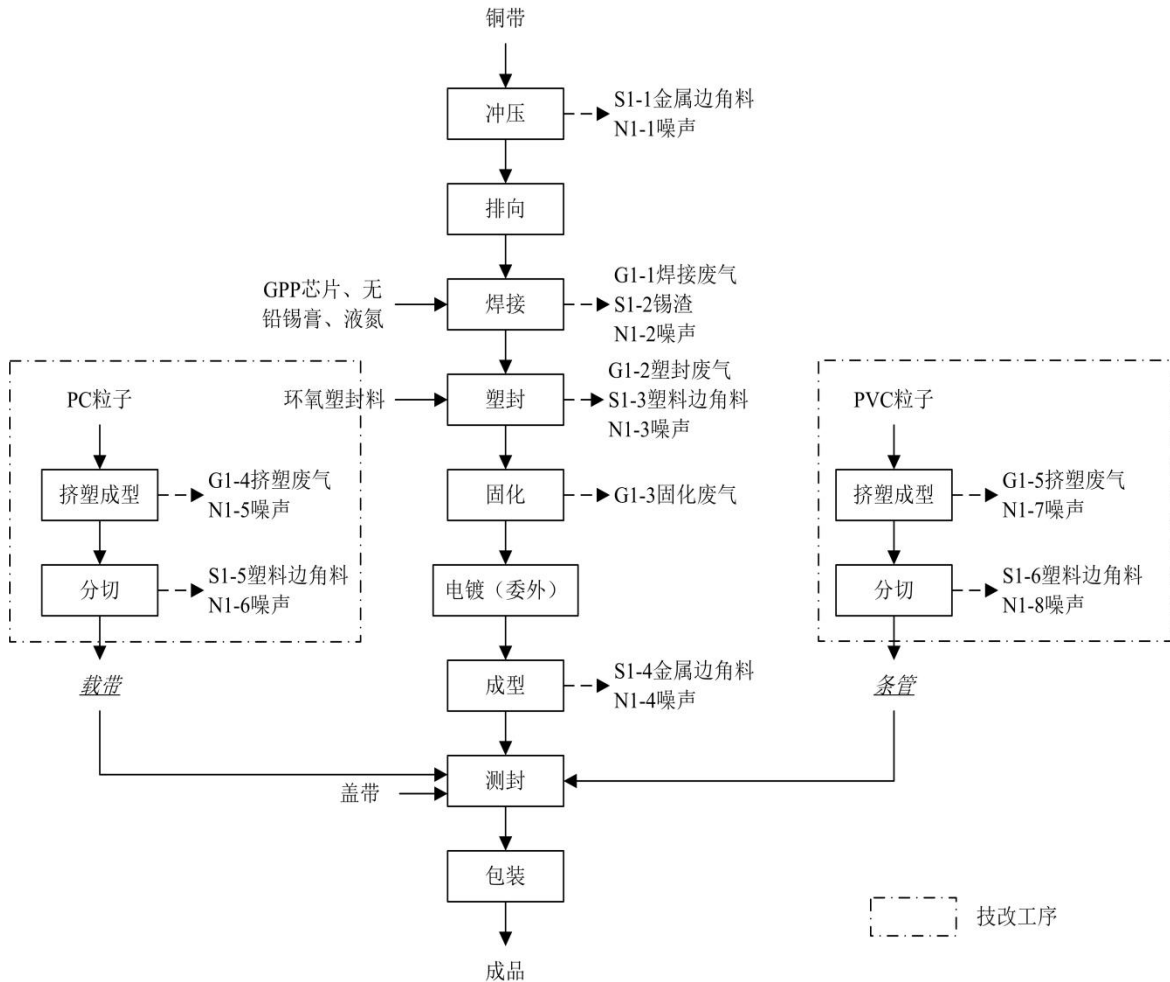 铜带
冲压
S1-1金属边角料
N1-1噪声
排向
GPP芯片、无
铅锡膏、液氮
焊接
G1-1焊接废气
S1-2锡渣
N1-2噪声
环氧塑封料
塑封
G1-2塑封废气
S1-3塑料边角料
N1-3噪声
PC粒子
挤塑成型
G1-4挤塑废气
N1-5噪声
分切
S1-5塑料边角料
N1-6噪声
载带
固化
G1-3固化废气
电镀（委外）
成型
S1-4金属边角料
N1-4噪声
PVC粒子
挤塑成型
G1-5挤塑废气
N1-7噪声
分切
S1-6塑料边角料
N1-8噪声
条管
盖带
测封
包装
成品
技改工序